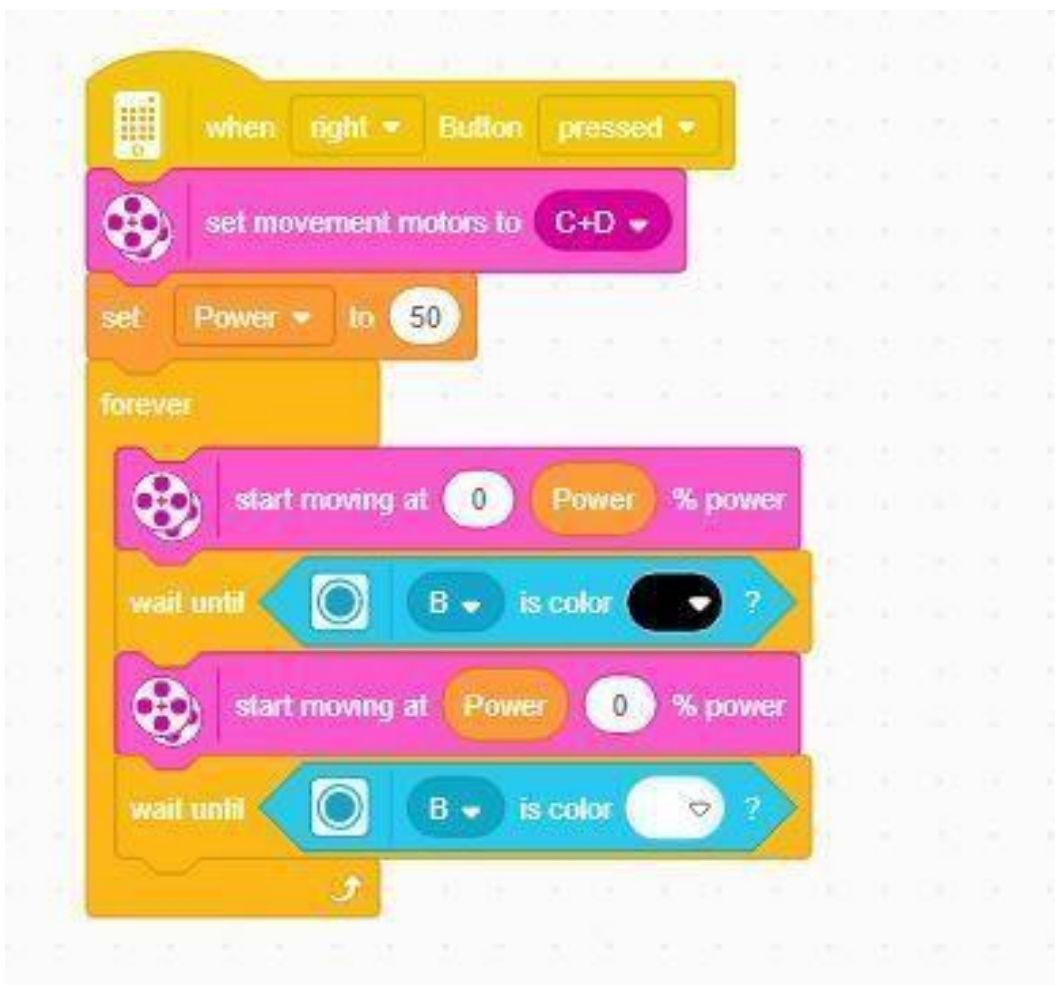 when right Button pressed
set movement motors to C+D
set Power to 50
forever
start moving at 0 Power % power
wait until B is color ?
start moving at Power 0 % power
wait until B is color ?